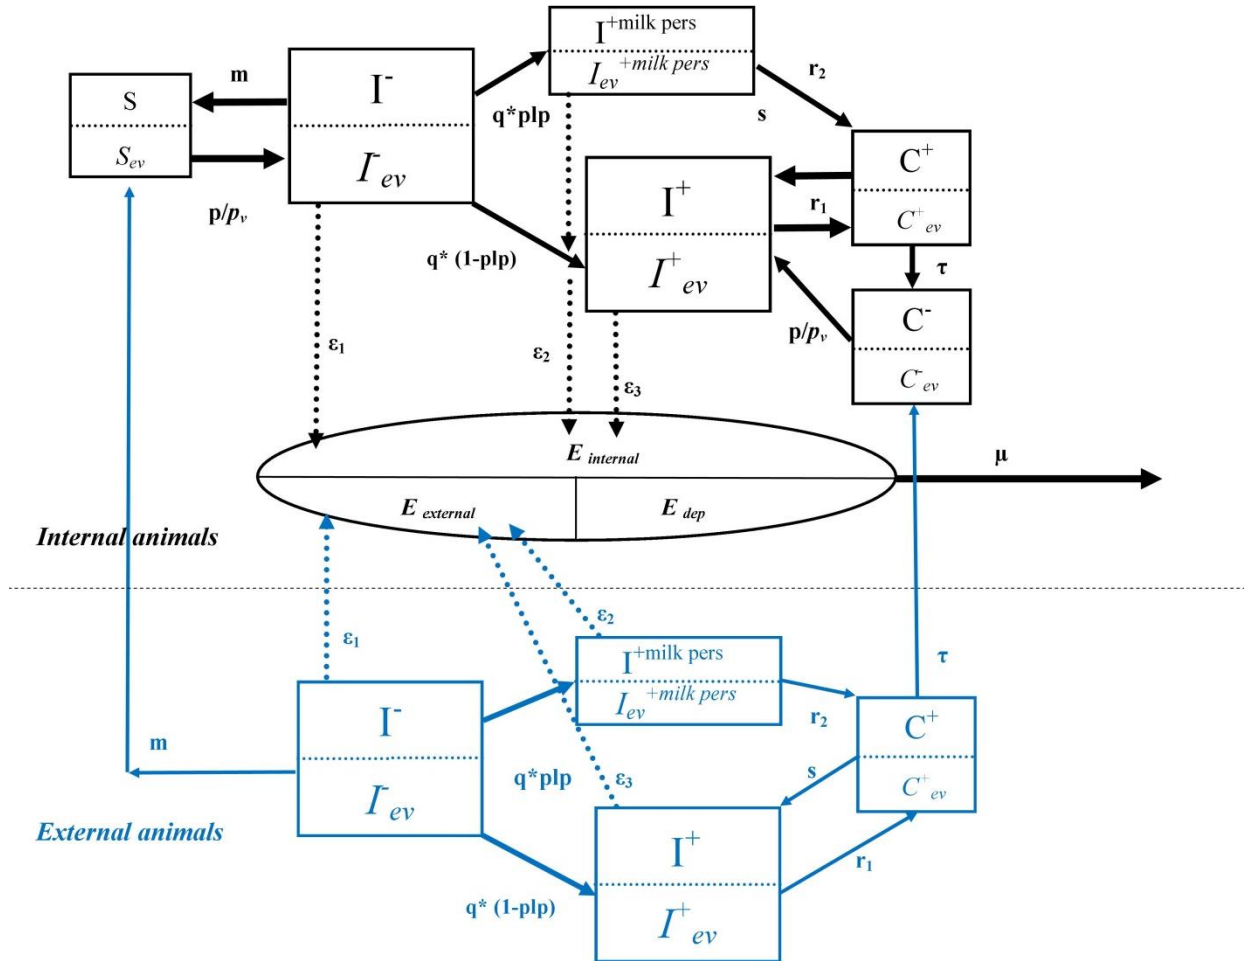 I+milk pers
Iev+milk pers
m
S
Sev
I-
I-ev
q*plp
r2
s
C+
C+ev
p/pv
I+
I+ev
r1
q* (1-plp)
τ
C-
C-ev
p/pv
ε1
ε2
ε3
E internal
μ
E external
E dep
Internal animals
ε1
ε2
I+milk pers
Iev+milk pers
τ
I-
I-ev
r2
C+
C+ev
m
q*plp
ε3
s
External animals
I+
I+ev
r1
q* (1-plp)